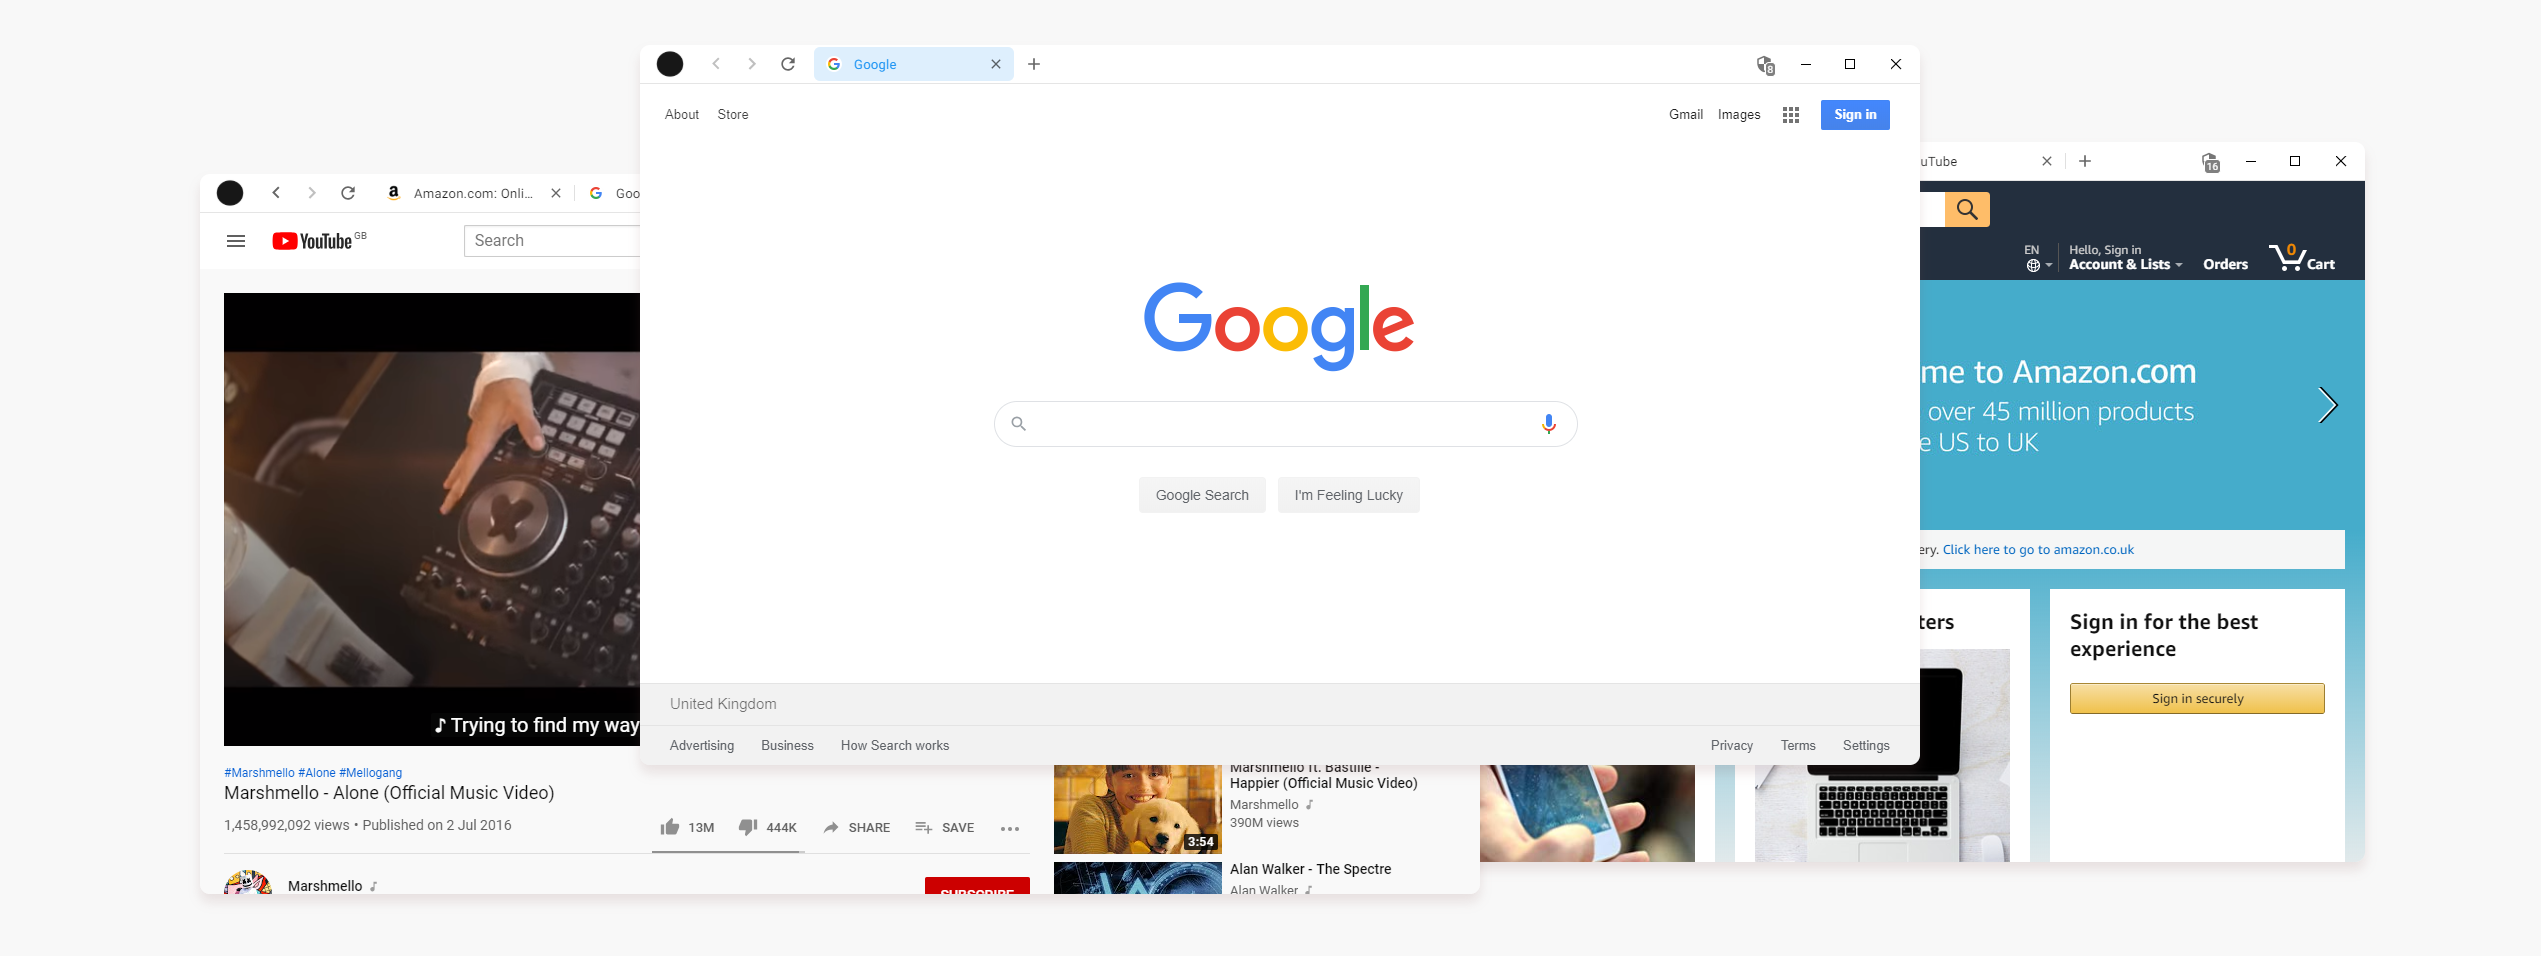 Google
8
About Store
Gmail Images Sign in
Google
Google Search I'm Feeling Lucky
United Kingdom
Advertising Business How Search works
Privacy Terms Settings
Amazon.com: Onli...
Goo
YouTube GB
Search
♪ Trying to find my way
#Marshmello #Alone #Mellogang
Marshmello - Alone (Official Music Video)
1,458,992,092 views • Published on 2 Jul 2016
13M 444K SHARE SAVE
Marshmello
SUBSCRIBE
3:54
Marshmello ft. Bastille -
Happier (Official Music Video)
Marshmello
390M views
Alan Walker - The Spectre
Alan Walker
uTube
16
EN
Hello, Sign in
Account & Lists
Orders
0
Cart
me to Amazon.com
over 45 million products
e US to UK
ery. Click here to go to amazon.co.uk
ters
Sign in for the best
experience
Sign in securely